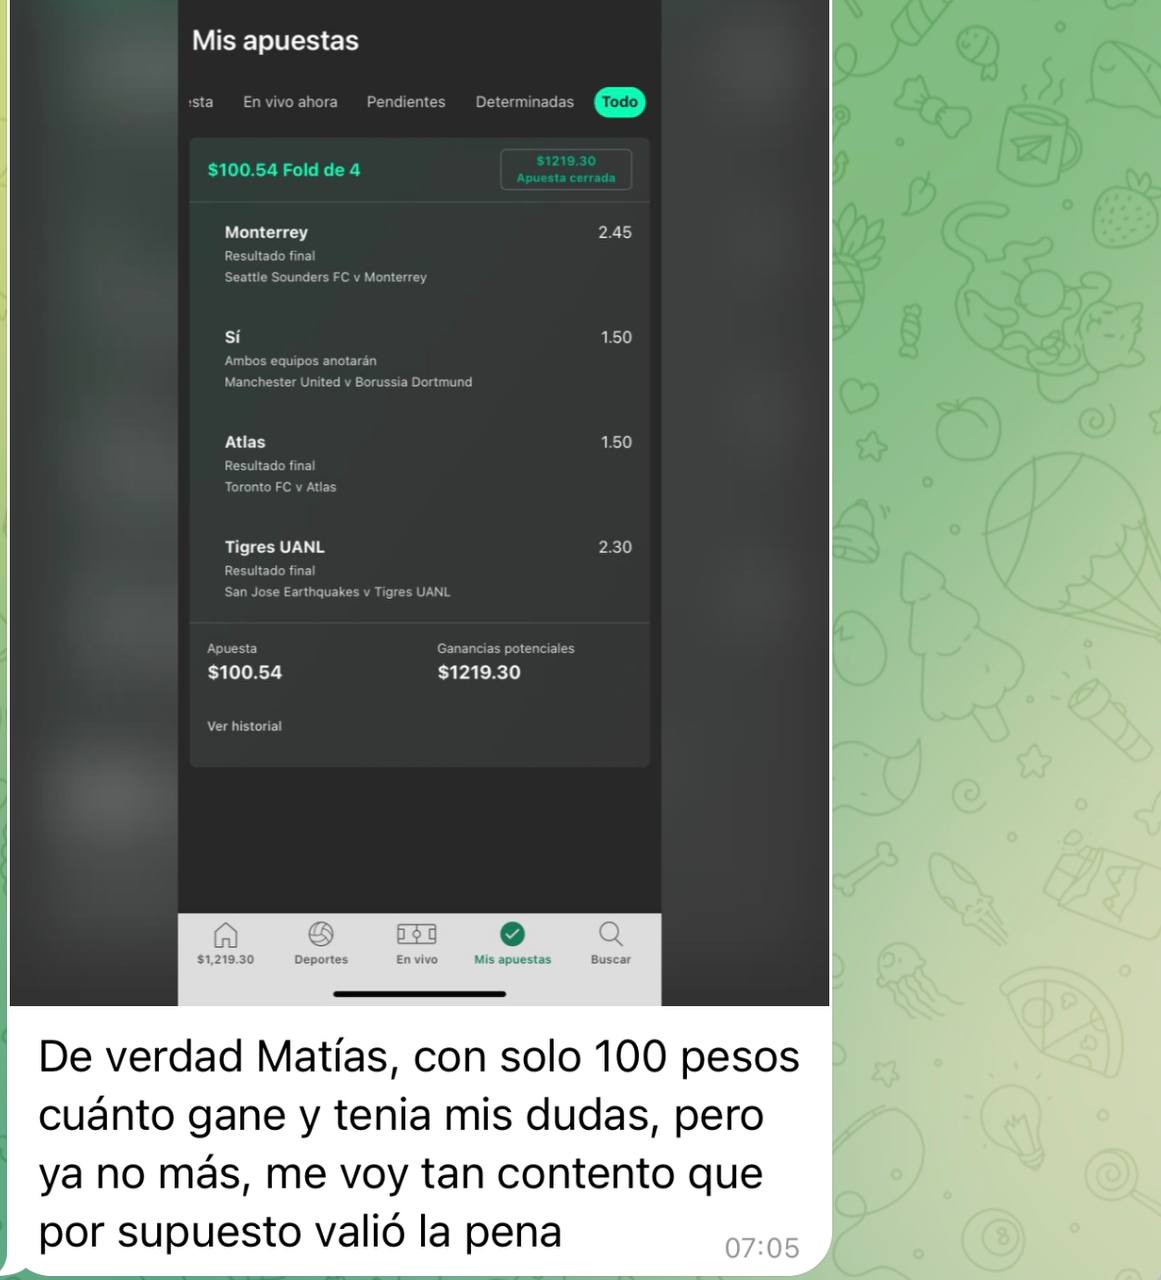 Mis apuestas
sta En vivo ahora Pendientes Determinadas Todo
$100.54 Fold de 4
$1219.30
Apuesta cerrada
Monterrey 2.45
Resultado final
Seattle Sounders FC v Monterrey
Sí 1.50
Ambos equipos anotarán
Manchester United v Borussia Dortmund
Atlas 1.50
Resultado final
Toronto FC v Atlas
Tigres UANL 2.30
Resultado final
San Jose Earthquakes v Tigres UANL
Apuesta Ganancias potenciales
$100.54 $1219.30
Ver historial
$1,219.30 Deportes En vivo Mis apuestas Buscar
De verdad Matías, con solo 100 pesos
cuánto gane y tenia mis dudas, pero
ya no más, me voy tan contento que
por supuesto valió la pena
07:05